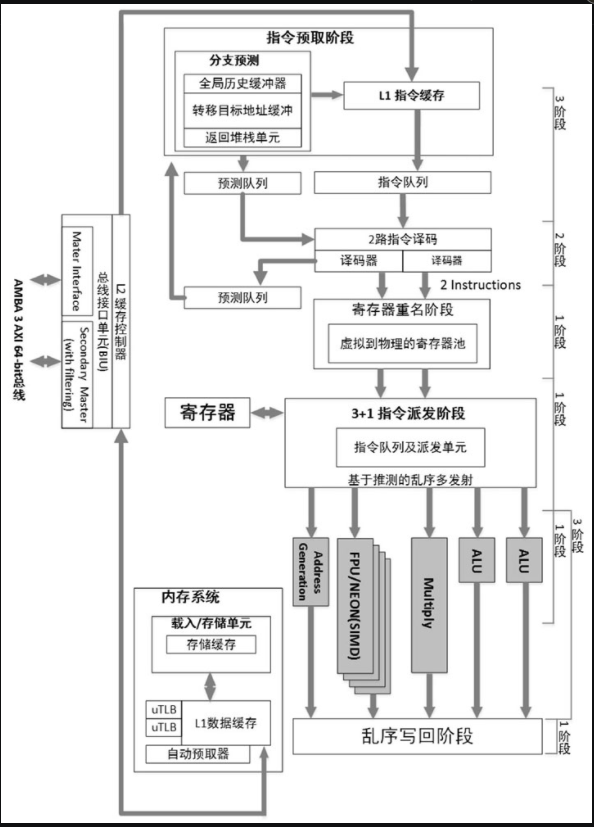 指令预取阶段
分支预测
全局历史缓冲器
转移目标地址缓冲
返回堆栈单元
L1 指令缓存
3 阶段
预测队列
指令队列
2路指令译码
译码器
译码器
2 阶段
预测队列
2 Instructions
寄存器重名阶段
虚拟到物理的寄存器池
1 阶段
L2 缓存控制器
总线接口单元(BIU)
Mater Interface
Secondary Master
(with filtering)
AMBA 3 AXI 64-bit总线
寄存器
3+1 指令派发阶段
指令队列及派发单元
基于推测的乱序多发射
1 阶段
Address
Generation
FPU/NEON(SIMD)
Multiply
ALU
ALU
1 阶段
3 阶段
内存系统
载入/存储单元
存储缓存
uTLB
uTLB
L1数据缓存
自动预取器
乱序写回阶段
1 阶段